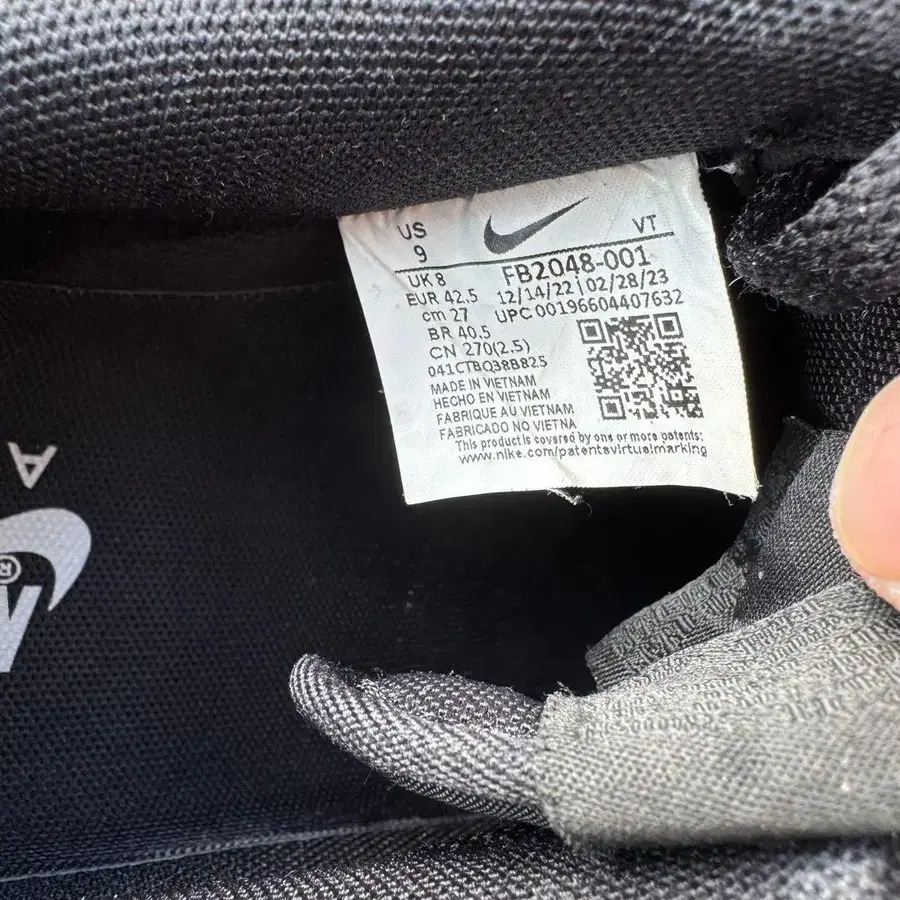 US
9
VT
UK 8
EUR 42.5
cm 27
BR 40.5
CN 270(2.5)
FB2048-001
12/14/22 | 02/28/23
UPC 00196604407632
041CTBQ38B825
MADE IN VIETNAM
HECHO EN VIETNAM
FABRIQUE AU VIETNAM
FABRICADO NO VIETNA
This product is covered by one or more patents:
www.nike.com/patentavirtualmarking
A
N
®